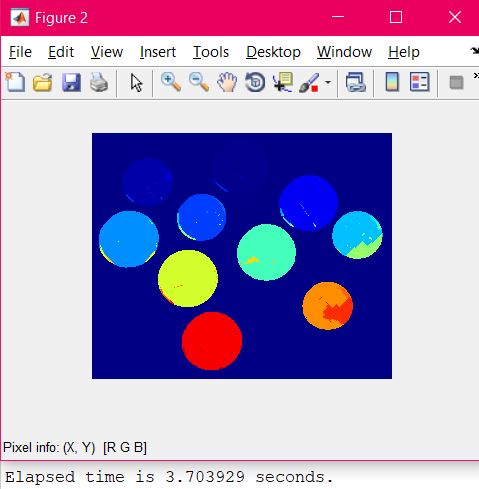 Figure 2
File Edit View Insert Tools Desktop Window Help
Pixel info: (X, Y) [R G B]
Elapsed time is 3.703929 seconds.